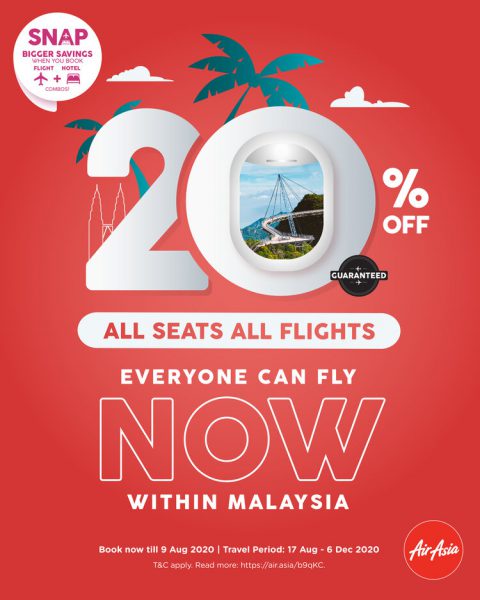 SNAP
BIGGER SAVINGS
WHEN YOU BOOK
FLIGHT HOTEL
+
COMBOS!
20% OFF
GUARANTEED
ALL SEATS ALL FLIGHTS
EVERYONE CAN FLY
NOW
WITHIN MALAYSIA
Book now till 9 Aug 2020 | Travel Period: 17 Aug - 6 Dec 2020
T&C apply. Read more: https://air.asia/b9qKC.
AirAsia